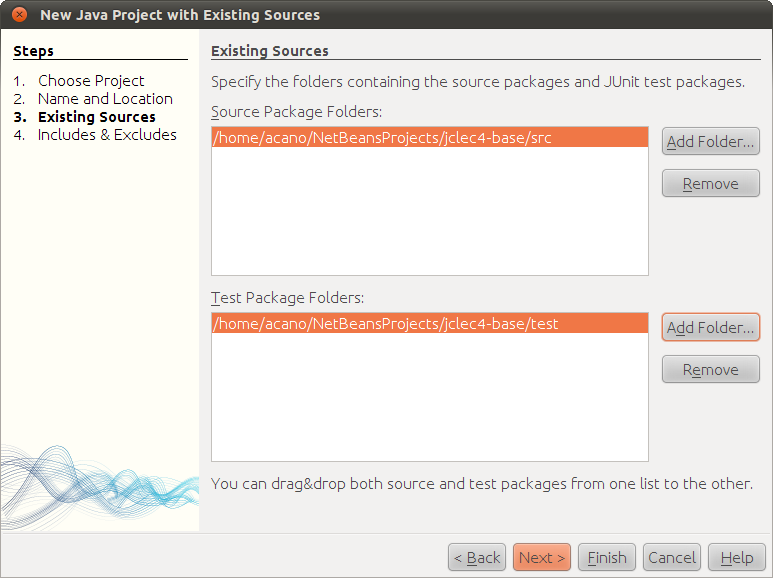 New Java Project with Existing Sources
Steps
1. Choose Project
2. Name and Location
3. Existing Sources
4. Includes & Excludes
Existing Sources
Specify the folders containing the source packages and JUnit test packages.
Source Package Folders:
/home/acano/NetBeansProjects/jclec4-base/src
Add Folder...
Remove
Test Package Folders:
/home/acano/NetBeansProjects/jclec4-base/test
Add Folder...
Remove
You can drag&drop both source and test packages from one list to the other.
< Back
Next >
Finish
Cancel
Help